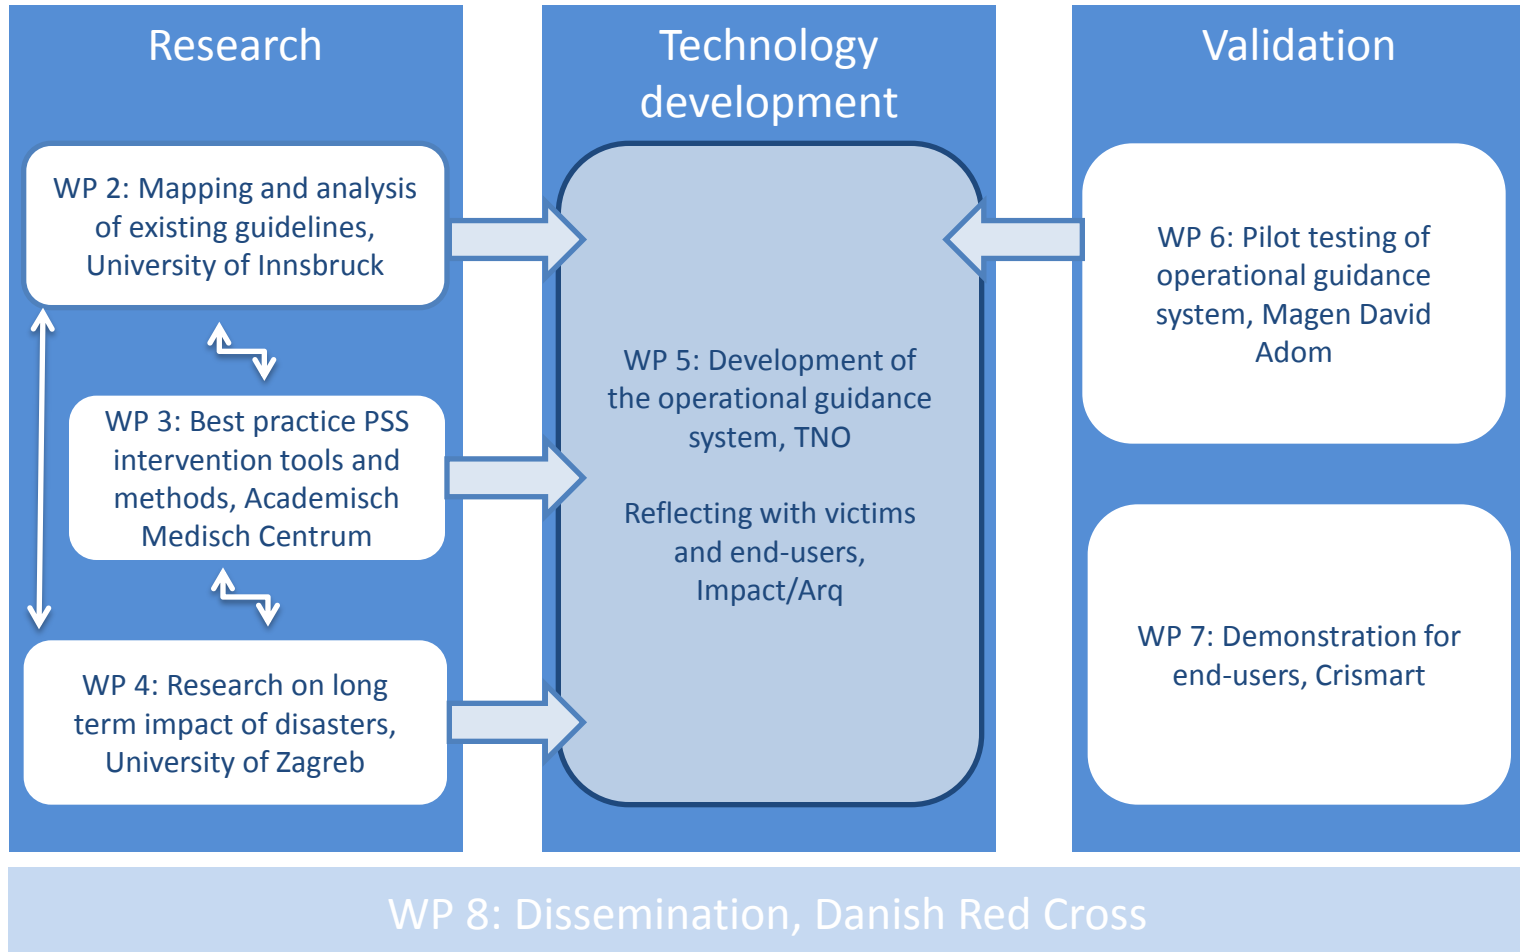 Research
WP 2: Mapping and analysis
of existing guidelines,
University of Innsbruck
WP 3: Best practice PSS
intervention tools and
methods, Academisch
Medisch Centrum
WP 4: Research on long
term impact of disasters,
University of Zagreb
Technology
development
WP 5: Development of
the operational guidance
system, TNO
Reflecting with victims
and end-users,
Impact/Arq
Validation
WP 6: Pilot testing of
operational guidance
system, Magen David
Adom
WP 7: Demonstration for
end-users, Crismart
WP 8: Dissemination, Danish Red Cross